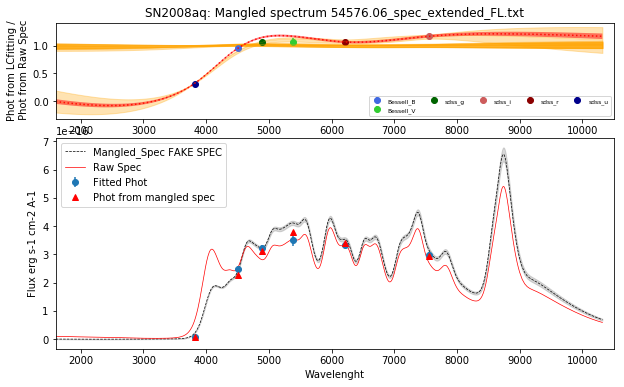 SN2008aq: Mangled spectrum 54576.06_spec_extended_FL.txt
Phot from LCfitting /
Phot from Raw Spec
1.0
0.5
0.0
Bessell_B
Bessell_V
sdss_g
sdss_i
sdss_r
sdss_u
2000 3000 4000 5000 6000 7000 8000 9000 10000
1e−16
Flux erg s-1 cm-2 A-1
7
6
5
4
3
2
1
0
Mangled_Spec FAKE SPEC
Raw Spec
Fitted Phot
Phot from mangled spec
2000 3000 4000 5000 6000 7000 8000 9000 10000
Wavelenght